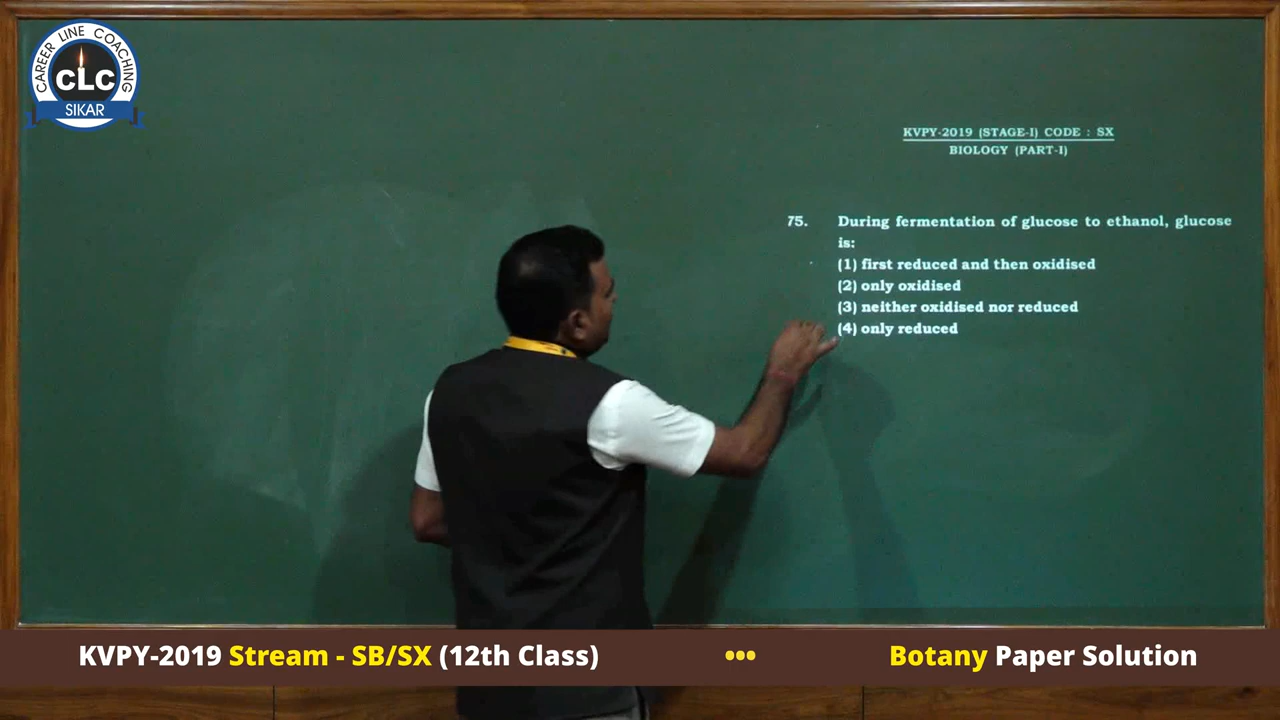 CAREER LINE COACHING
CLC
SIKAR
KVPY-2019 (STAGE-I) CODE : SX
BIOLOGY (PART-I)
75. During fermentation of glucose to ethanol, glucose
is:
(1) first reduced and then oxidised
(2) only oxidised
(3) neither oxidised nor reduced
(4) only reduced
KVPY-2019 Stream - SB/SX (12th Class) ••• Botany Paper Solution